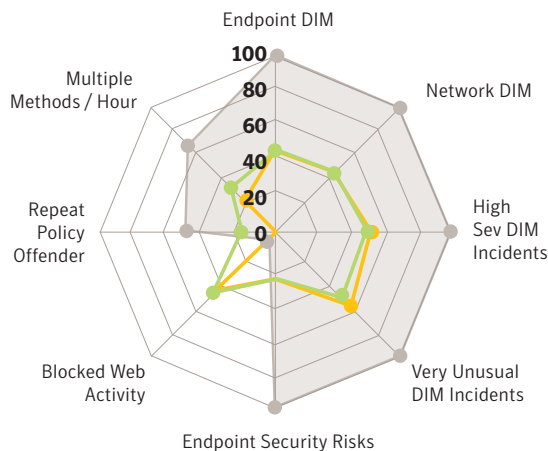 Endpoint DIM
100
80
60
40
20
0
Multiple
Methods / Hour
Network DIM
Repeat
Policy
Offender
High
Sev DIM
Incidents
Blocked Web
Activity
Very Unusual
DIM Incidents
Endpoint Security Risks